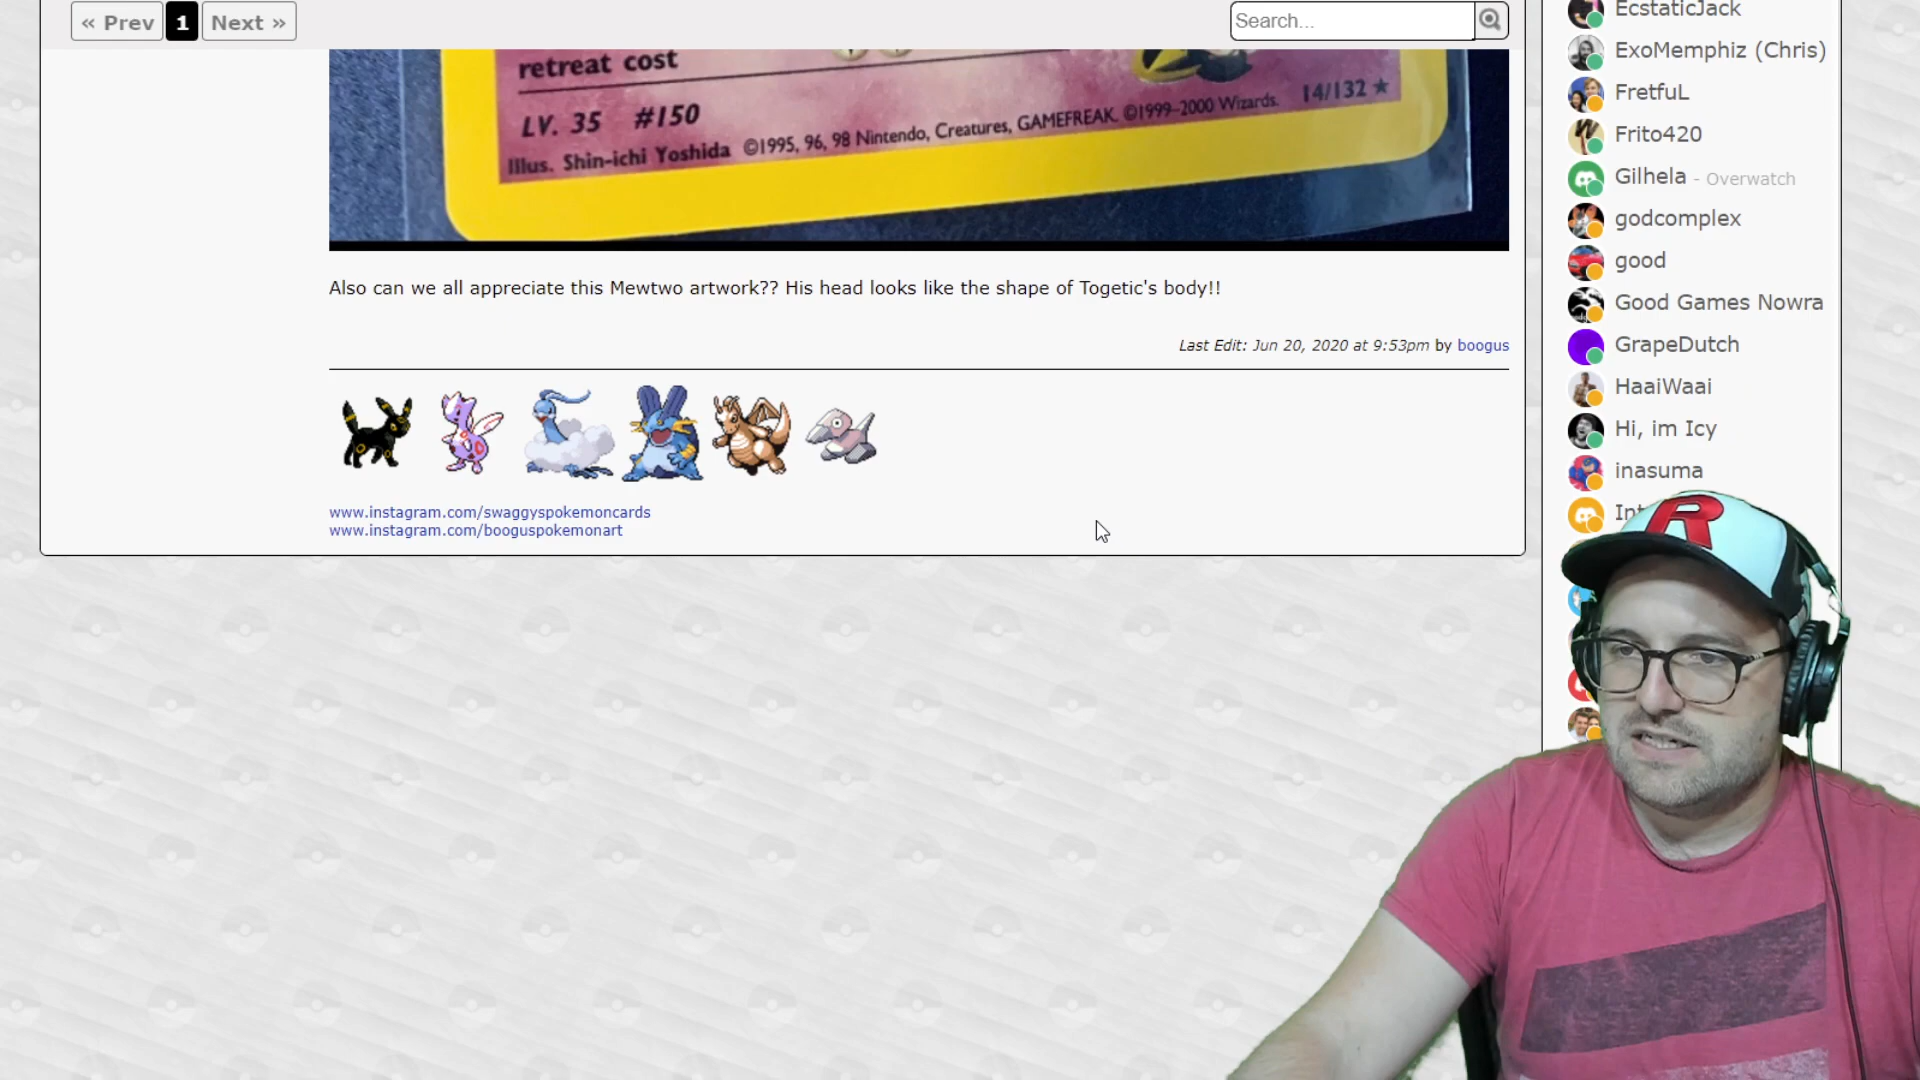 « Prev 1 Next » Search...
retreat cost
LV. 35 #150
14/132 ★
Illus. Shin-ichi Yoshida ©1995, 96, 98 Nintendo, Creatures, GAMEFREAK. ©1999-2000 Wizards.
Also can we all appreciate this Mewtwo artwork?? His head looks like the shape of Togetic's body!!
Last Edit: Jun 20, 2020 at 9:53pm by boogus
www.instagram.com/swaggyspokemoncards
www.instagram.com/booguspokemonart
EcstaticJack
ExoMemphiz (Chris)
FretfuL
Frito420
Gilhela - Overwatch
godcomplex
good
Good Games Nowra
GrapeDutch
HaaiWaai
Hi, im Icy
inasuma
R